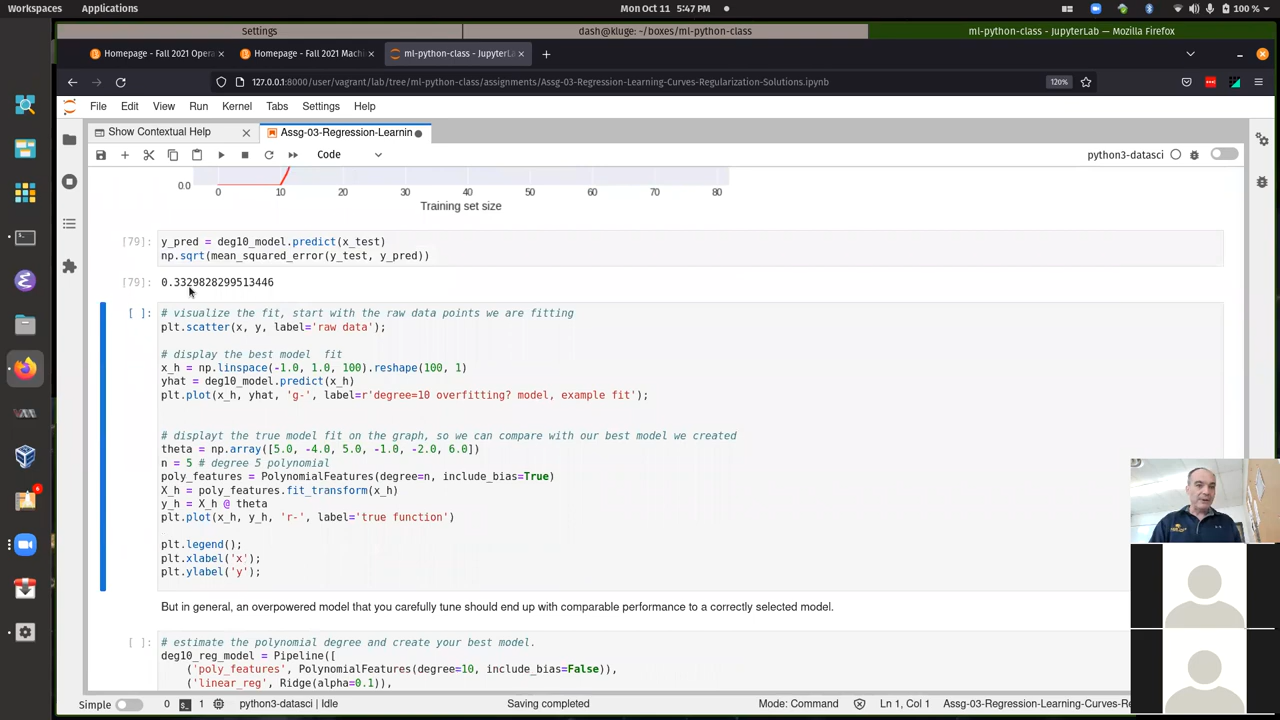 Workspaces Applications Mon Oct 11 5:47 PM 100 %
Settings dash@kluge: ~/boxes/ml-python-class ml-python-class - JupyterLab — Mozilla Firefox
Homepage - Fall 2021 Opera Homepage - Fall 2021 Machi ml-python-class - JupyterL
127.0.0.1:8000/user/vagrant/lab/tree/ml-python-class/assignments/Assg-03-Regression-Learning-Curves-Regularization-Solutions.ipynb 120%
File Edit View Run Kernel Tabs Settings Help
Show Contextual Help Assg-03-Regression-Learnin
Code python3-datasci
0.0
0 10 20 30 40 50 60 70 80
Training set size
[79]: y_pred = deg10_model.predict(x_test)
np.sqrt(mean_squared_error(y_test, y_pred))
[79]: 0.3329828299513446
[ ]: # visualize the fit, start with the raw data points we are fitting
plt.scatter(x, y, label='raw data');
# display the best model  fit
x_h = np.linspace(-1.0, 1.0, 100).reshape(100, 1)
yhat = deg10_model.predict(x_h)
plt.plot(x_h, yhat, 'g-', label=r'degree=10 overfitting? model, example fit');
# displayt the true model fit on the graph, so we can compare with our best model we created
theta = np.array([5.0, -4.0, 5.0, -1.0, -2.0, 6.0])
n = 5 # degree 5 polynomial
poly_features = PolynomialFeatures(degree=n, include_bias=True)
X_h = poly_features.fit_transform(x_h)
y_h = X_h @ theta
plt.plot(x_h, y_h, 'r-', label='true function')
plt.legend();
plt.xlabel('x');
plt.ylabel('y');
But in general, an overpowered model that you carefully tune should end up with comparable performance to a correctly selected model.
[ ]: # estimate the polynomial degree and create your best model.
deg10_reg_model = Pipeline([
('poly_features', PolynomialFeatures(degree=10, include_bias=False)),
('linear_reg', Ridge(alpha=0.1)),
Simple 0 1 python3-datasci | Idle Saving completed Mode: Command Ln 1, Col 1 Assg-03-Regression-Learning-Curves-Re